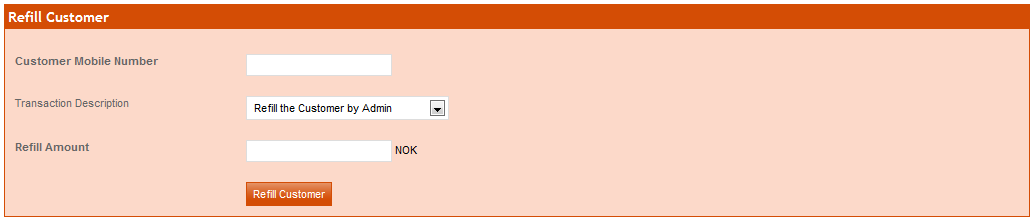 Refill Customer
Customer Mobile Number
Transaction Description Refill the Customer by Admin
Refill Amount NOK
Refill Customer